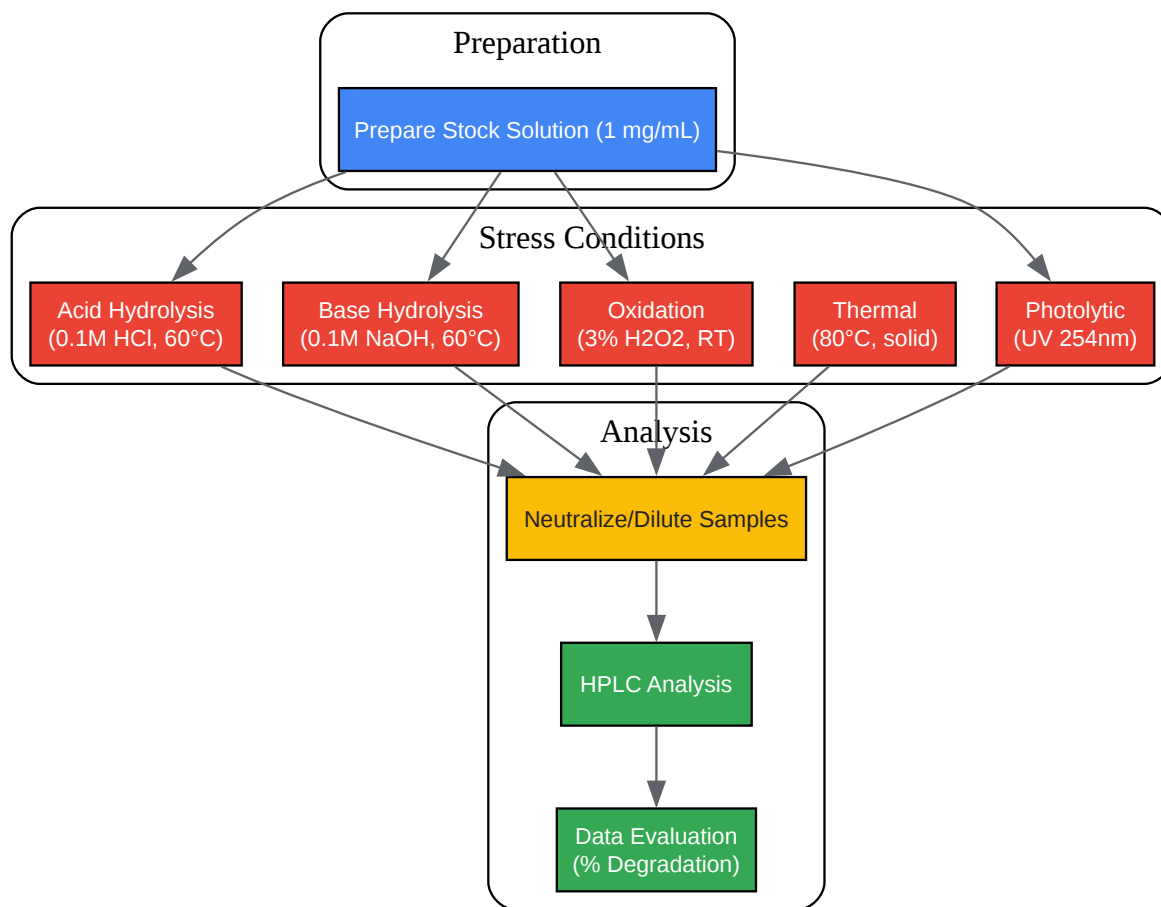 Preparation
Prepare Stock Solution (1 mg/mL)
Stress Conditions
Acid Hydrolysis
(0.1M HCl, 60°C)
Base Hydrolysis
(0.1M NaOH, 60°C)
Oxidation
(3% H2O2, RT)
Thermal
(80°C, solid)
Photolytic
(UV 254nm)
Analysis
Neutralize/Dilute Samples
HPLC Analysis
Data Evaluation
(% Degradation)